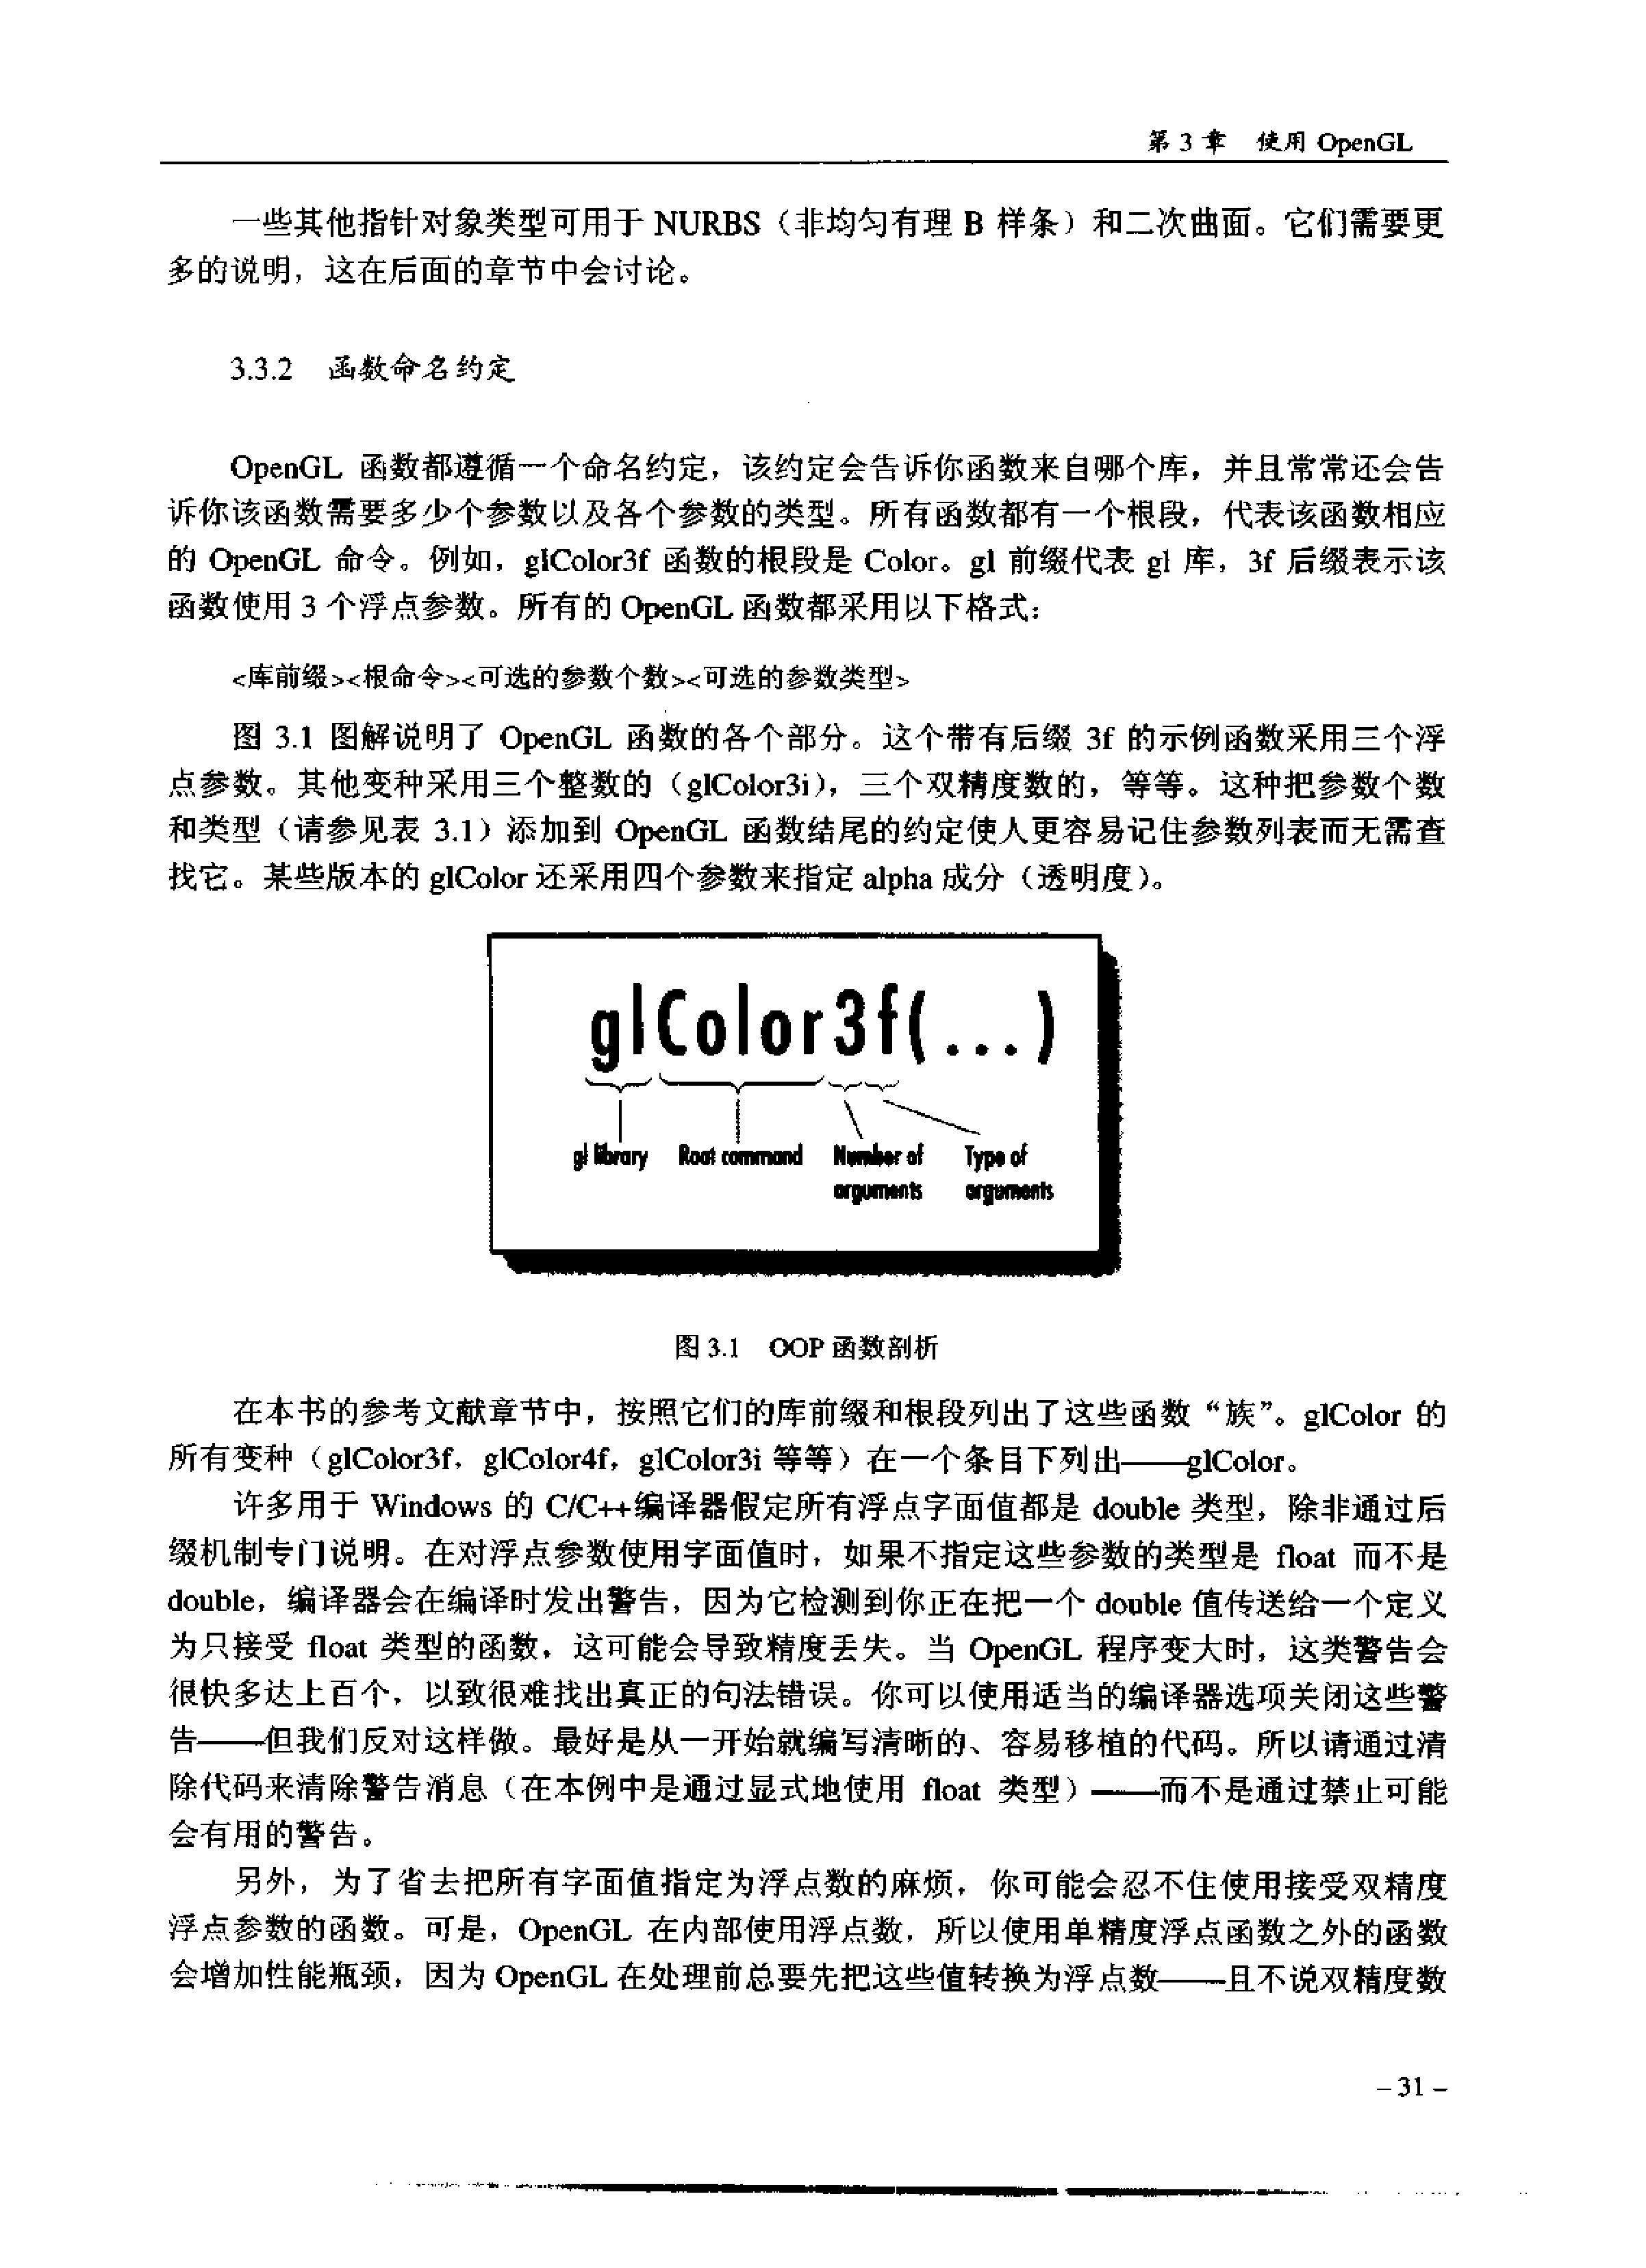 第 3 章　使用 OpenGL
一些其他指针对象类型可用于 NURBS（非均匀有理 B 样条）和二次曲面。它们需要更
多的说明，这在后面的章节中会讨论。
3.3.2　函数命名约定
OpenGL 函数都遵循一个命名约定，该约定会告诉你函数来自哪个库，并且常常还会告
诉你该函数需要多少个参数以及各个参数的类型。所有函数都有一个根段，代表该函数相应
的 OpenGL 命令。例如，glColor3f 函数的根段是 Color。gl 前缀代表 gl 库，3f 后缀表示该
函数使用 3 个浮点参数。所有的 OpenGL 函数都采用以下格式：
<库前缀><根命令><可选的参数个数><可选的参数类型>
图 3.1 图解说明了 OpenGL 函数的各个部分。这个带有后缀 3f 的示例函数采用三个浮
点参数。其他变种采用三个整数的（glColor3i），三个双精度数的，等等。这种把参数个数
和类型（请参见表 3.1）添加到 OpenGL 函数结尾的约定使人更容易记住参数列表而无需查
找它。某些版本的 glColor 还采用四个参数来指定 alpha 成分（透明度）。
glColor3f(...)
gl library Root command Number of Type of
arguments arguments
图 3.1　OOP 函数剖析
在本书的参考文献章节中，按照它们的库前缀和根段列出了这些函数“族”。glColor 的
所有变种（glColor3f，glColor4f，glColor3i 等等）在一个条目下列出——glColor。
许多用于 Windows 的 C/C++编译器假定所有浮点字面值都是 double 类型，除非通过后
缀机制专门说明。在对浮点参数使用字面值时，如果不指定这些参数的类型是 float 而不是
double，编译器会在编译时发出警告，因为它检测到你正在把一个 double 值传送给一个定义
为只接受 float 类型的函数，这可能会导致精度丢失。当 OpenGL 程序变大时，这类警告会
很快多达上百个，以致很难找出真正的句法错误。你可以使用适当的编译器选项关闭这些警
告——但我们反对这样做。最好是从一开始就编写清晰的、容易移植的代码。所以请通过清
除代码来清除警告消息（在本例中是通过显式地使用 float 类型）——而不是通过禁止可能
会有用的警告。
另外，为了省去把所有字面值指定为浮点数的麻烦，你可能会忍不住使用接受双精度
浮点参数的函数。可是，OpenGL 在内部使用浮点数，所以使用单精度浮点函数之外的函数
会增加性能瓶颈，因为 OpenGL 在处理前总要先把这些值转换为浮点数——且不说双精度数
– 31 –